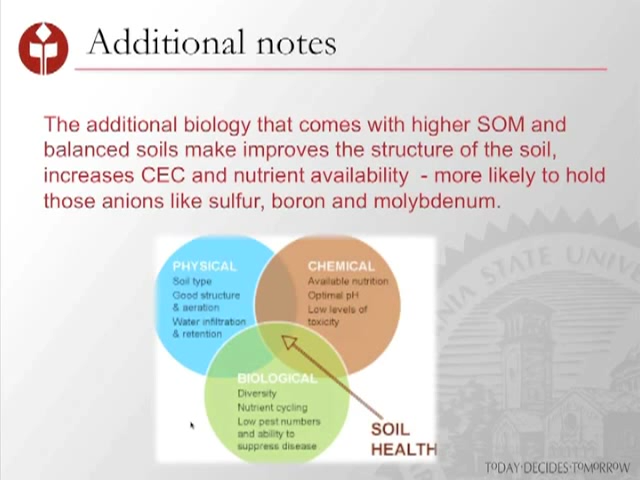 Additional notes
The additional biology that comes with higher SOM and
balanced soils make improves the structure of the soil,
increases CEC and nutrient availability - more likely to hold
those anions like sulfur, boron and molybdenum.
PHYSICAL
Soil type
Good structure
& aeration
Water infiltration
& retention
CHEMICAL
Available nutrition
Optimal pH
Low levels of
toxicity
BIOLOGICAL
Diversity
Nutrient cycling
Low pest numbers
and ability to
suppress disease
SOIL
HEALTH
STATE UNIV
TODAY·DECIDES·TOMORROW